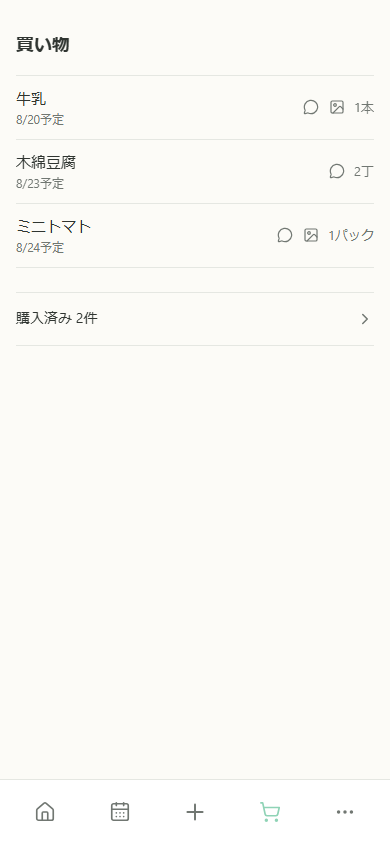 買い物
牛乳
8/20予定
1本
木綿豆腐
8/23予定
2丁
ミニトマト
8/24予定
1パック
購入済み 2件